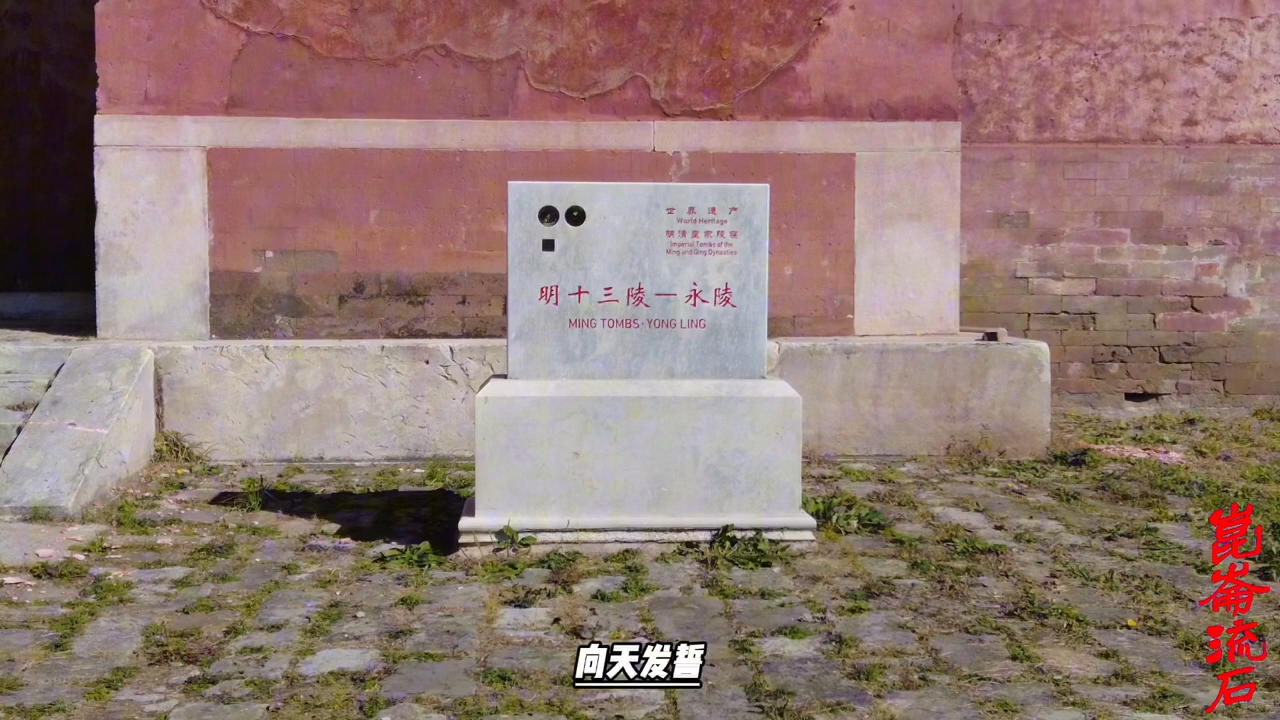 世界遗产
World Heritage
明清皇家陵寝
Imperial Tombs of the
Ming and Qing Dynasties
明十三陵—永陵
MING TOMBS·YONG LING
向天发誓
崑崙流石